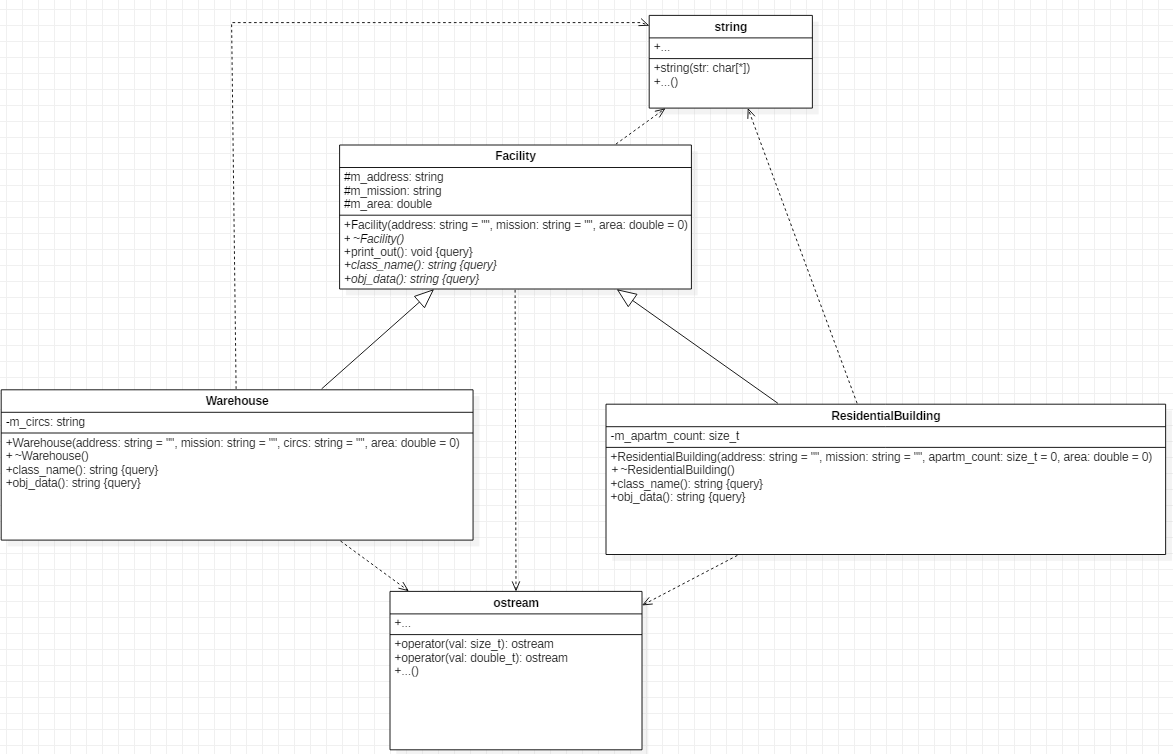 string
+...
+string(str: char[*])
+...()
Facility
#m_address: string
#m_mission: string
#m_area: double
+Facility(address: string = "", mission: string = "", area: double = 0)
+ ~Facility()
+print_out(): void {query}
+class_name(): string {query}
+obj_data(): string {query}
Warehouse
-m_circs: string
+Warehouse(address: string = "", mission: string = "", circs: string = "", area: double = 0)
+ ~Warehouse()
+class_name(): string {query}
+obj_data(): string {query}
ResidentialBuilding
-m_apartm_count: size_t
+ResidentialBuilding(address: string = "", mission: string = "", apartm_count: size_t = 0, area: double = 0)
+ ~ResidentialBuilding()
+class_name(): string {query}
+obj_data(): string {query}
ostream
+...
+operator(val: size_t): ostream
+operator(val: double_t): ostream
+...()